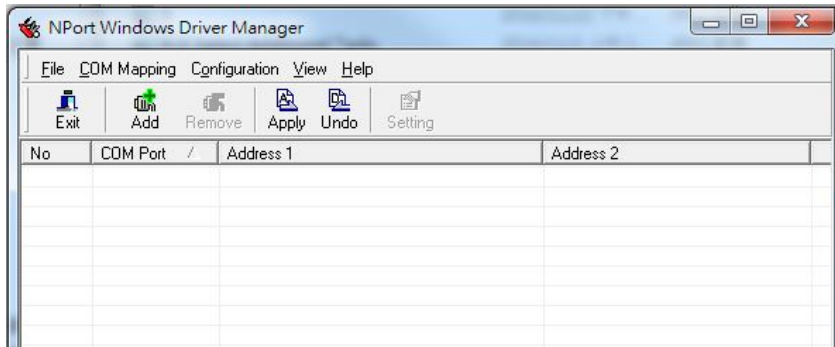 NPort Windows Driver Manager
File COM Mapping Configuration View Help
Exit Add Remove Apply Undo Setting
No COM Port Address 1 Address 2